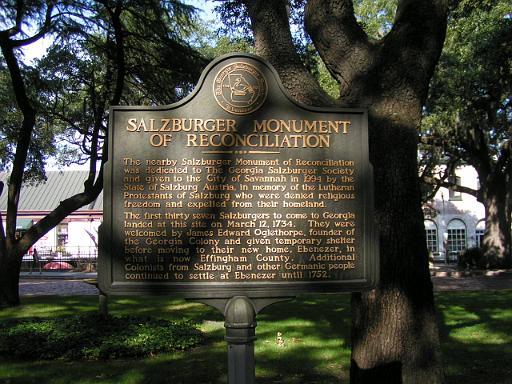 SALZBURGER MONUMENT
OF RECONCILIATION
The nearby Salzburger Monument of Reconciliation
was dedicated to The Georgia Salzburger Society
and given to the City of Savannah in 1994 by the
State of Salzburg Austria, in memory of the Lutheran
Protestants of Salzburg who were denied religious
freedom and expelled from their homeland.
The first thirty seven Salzburgers to come to Georgia
landed at this site on March 12, 1734. They were
welcomed by James Edward Oglethorpe, founder of
the Georgia Colony and given temporary shelter
before moving to their new home, Ebenezer, in
what is now Effingham County. Additional
Colonists from Salzburg and other Germanic people
continued to settle at Ebenezer until 1752.